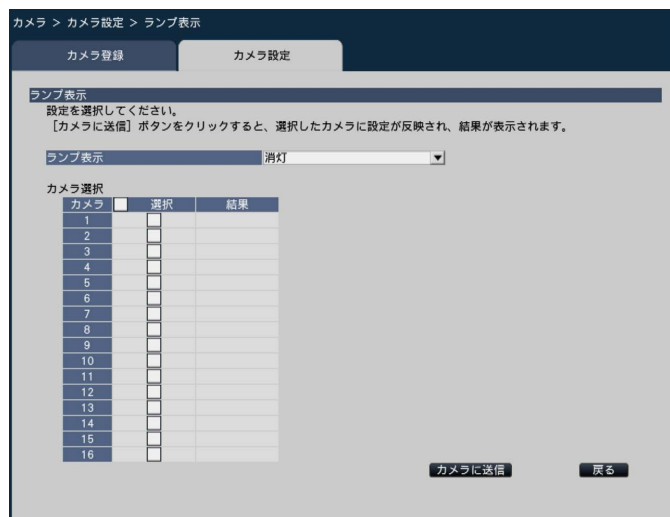 カメラ > カメラ設定 > ランプ表示
カメラ登録 カメラ設定
ランプ表示
設定を選択してください。
［カメラに送信］ボタンをクリックすると、選択したカメラに設定が反映され、結果が表示されます。
ランプ表示 消灯
カメラ選択
カメラ 選択 結果
1
2
3
4
5
6
7
8
9
10
11
12
13
14
15
16
カメラに送信 戻る